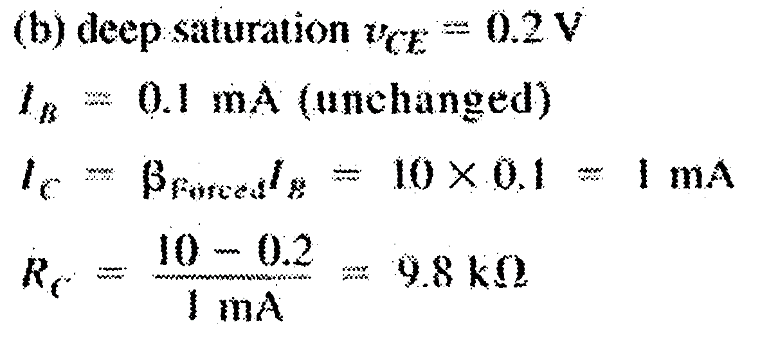 (b) deep saturation v_CE = 0.2 V
I_B = 0.1 mA (unchanged)
I_C = β_Forced I_B = 10 × 0.1 = 1 mA
R_C = (10 − 0.2) / (1 mA) = 9.8 kΩ